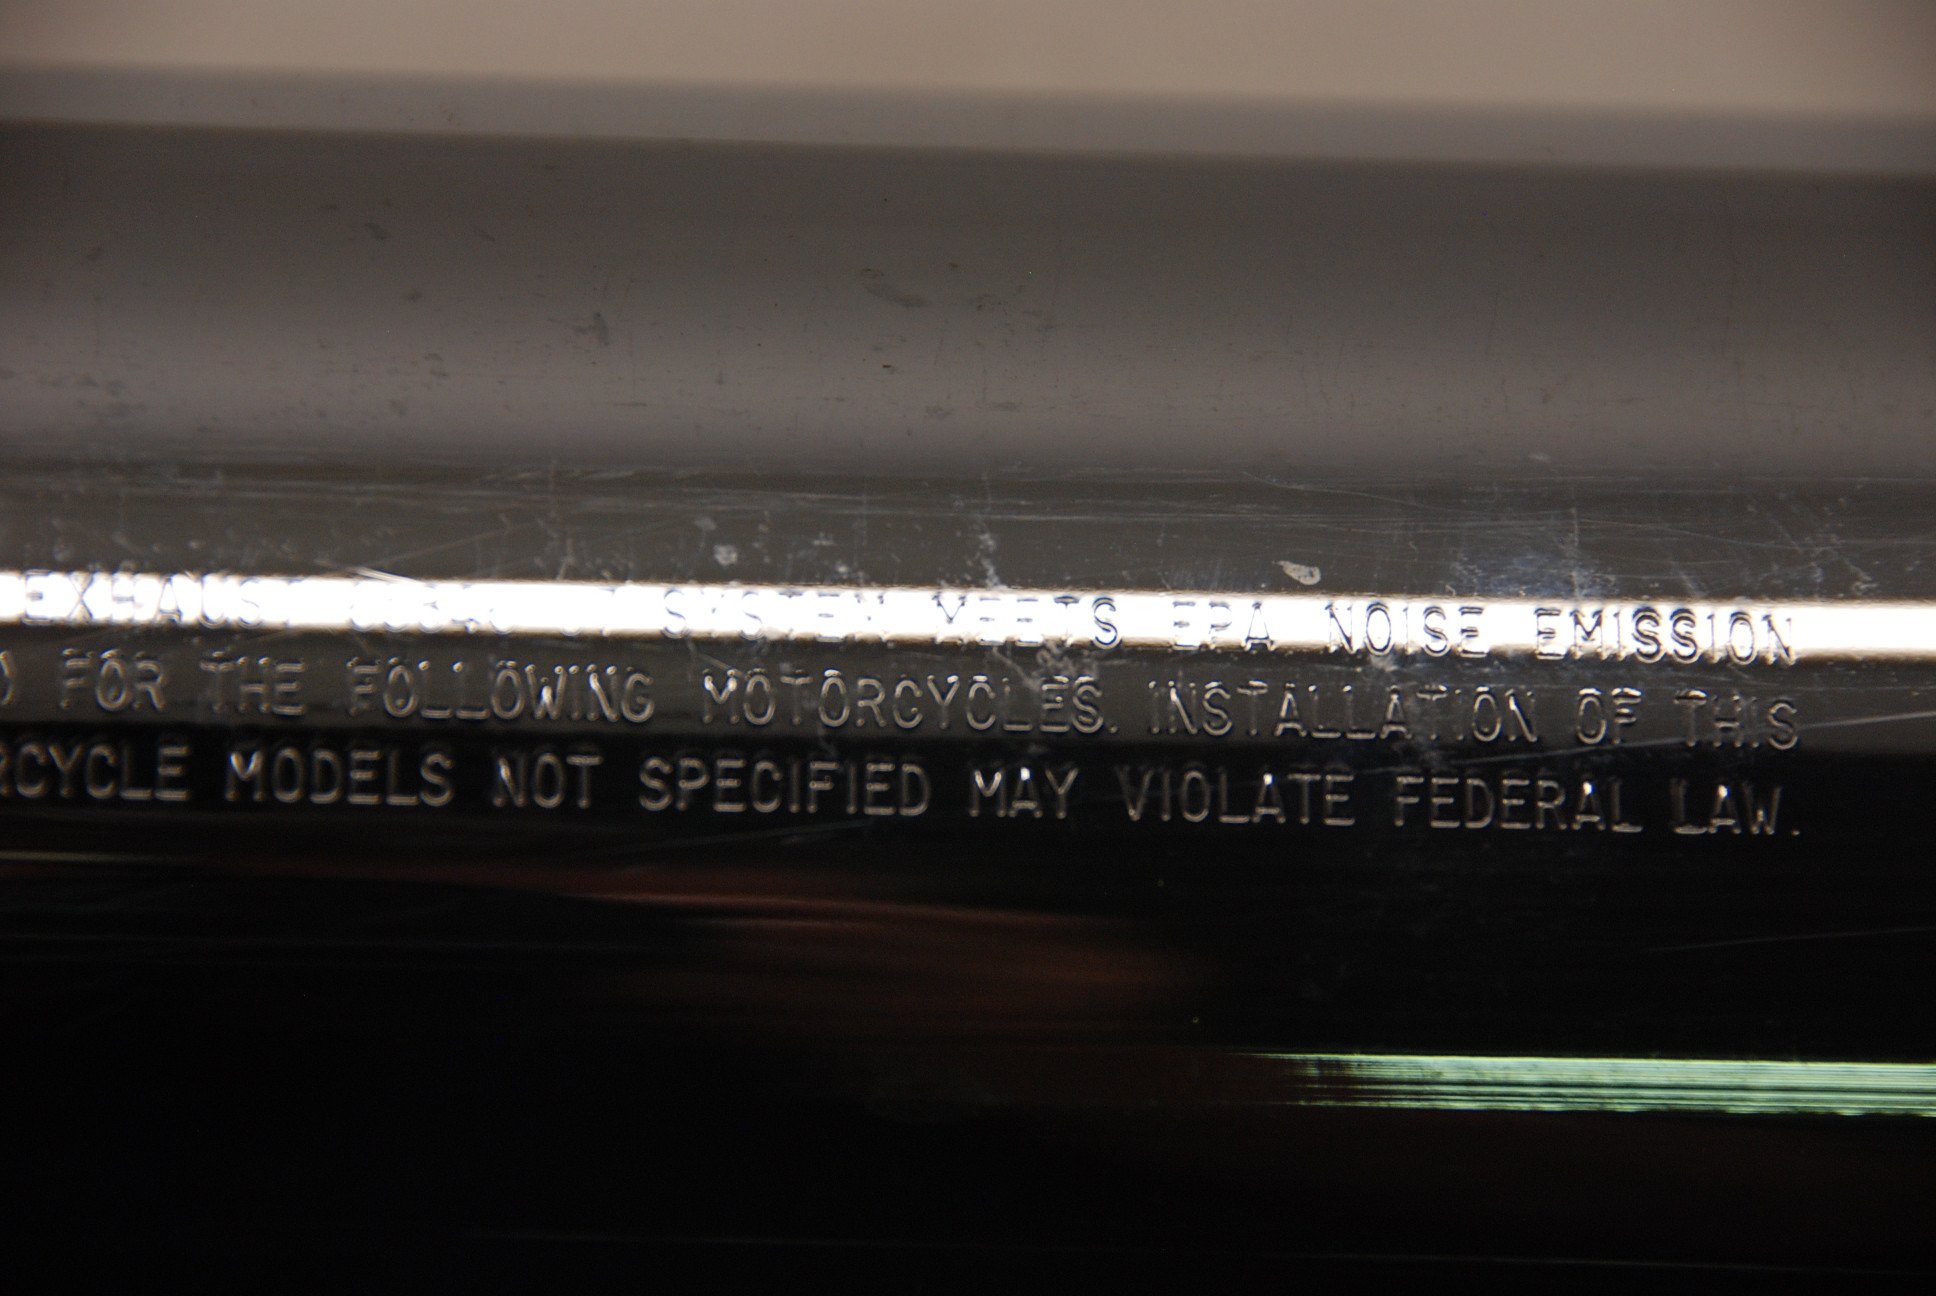 EXHAUST SYSTEM MEETS EPA NOISE EMISSION
FOR THE FOLLOWING MOTORCYCLES. INSTALLATION OF THIS
RCYCLE MODELS NOT SPECIFIED MAY VIOLATE FEDERAL LAW.